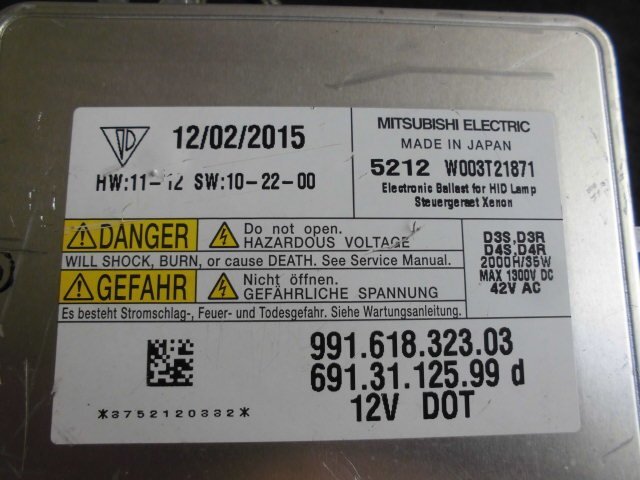 12/02/2015
HW:11-12 SW:10-22-00
MITSUBISHI ELECTRIC
MADE IN JAPAN
5212 W003T21871
Electronic Ballast for HID Lamp
Steuergeraet Xenon
DANGER
Do not open.
HAZARDOUS VOLTAGE
WILL SHOCK, BURN, or cause DEATH. See Service Manual.
GEFAHR
Nicht öffnen.
GEFÄHRLICHE SPANNUNG
Es besteht Stromschlag-, Feuer- und Todesgefahr. Siehe Wartungsanleitung.
D3S,D3R
D4S,D4R
2000H/35W
MAX 1300V DC
42V AC
991.618.323.03
691.31.125.99 d
12V DOT
*3752120332*